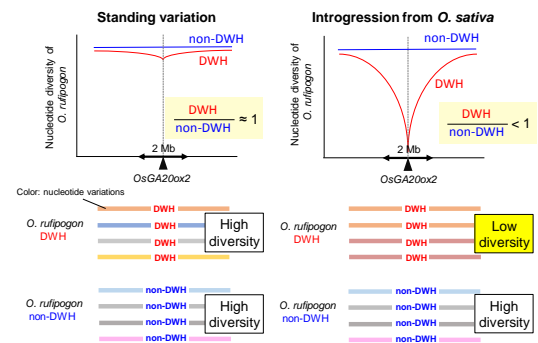 Standing variation
Nucleotide diversity of
O. rufipogon
non-DWH
DWH
DWH
non-DWH
≈ 1
2 Mb
OsGA20ox2
Color: nucleotide variations
O. rufipogon
DWH
DWH
DWH
DWH
DWH
High
diversity
O. rufipogon
non-DWH
non-DWH
non-DWH
non-DWH
non-DWH
High
diversity
Introgression from O. sativa
Nucleotide diversity of
O. rufipogon
non-DWH
DWH
DWH
non-DWH
< 1
2 Mb
OsGA20ox2
O. rufipogon
DWH
DWH
DWH
DWH
DWH
Low
diversity
O. rufipogon
non-DWH
non-DWH
non-DWH
non-DWH
non-DWH
High
diversity